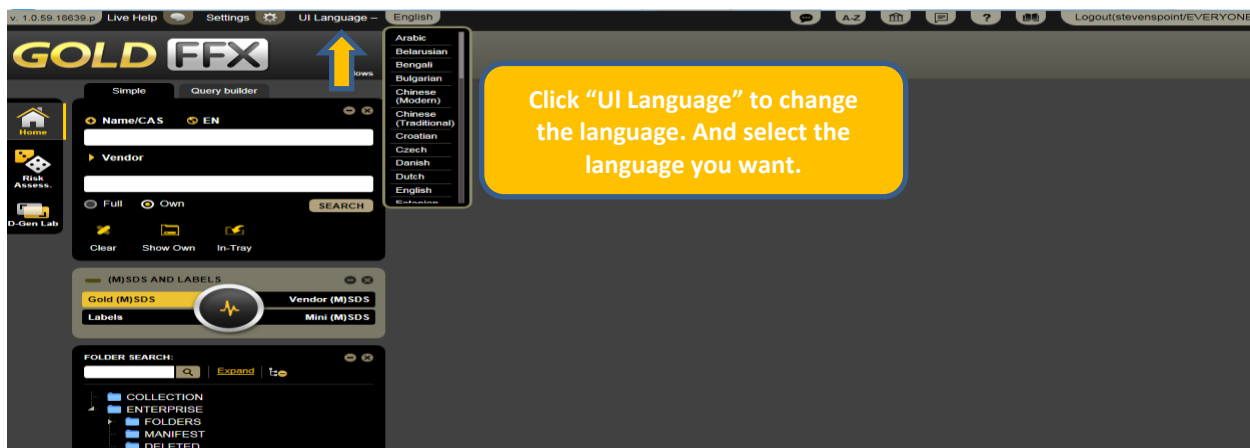 v. 1.0.59.18639.p Live Help Settings UI Language – English A-Z ? Logout(stevenspoint/EVERYONE
GOLD FFX
Simple Query builder
Name/CAS EN
Vendor
Full Own SEARCH
Clear Show Own In-Tray
Home
Risk
Assess.
D-Gen Lab
Arabic
Belarusian
Bengali
Bulgarian
Chinese
(Modern)
Chinese
(Traditional)
Croatian
Czech
Danish
Dutch
English
Estonian
Click “UI Language” to change
the language. And select the
language you want.
(M)SDS AND LABELS
Gold (M)SDS Vendor (M)SDS
Labels Mini (M)SDS
FOLDER SEARCH:
Expand
COLLECTION
ENTERPRISE
FOLDERS
MANIFEST
DELETED